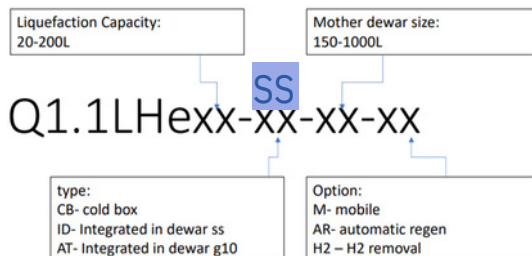 Liquefaction Capacity:
20-200L
Mother dewar size:
150-1000L
SS
Q1.1LHexx-xx-xx-xx
type:
CB- cold box
ID- Integrated in dewar ss
AT- Integrated in dewar g10
Option:
M- mobile
AR- automatic regen
H2 – H2 removal